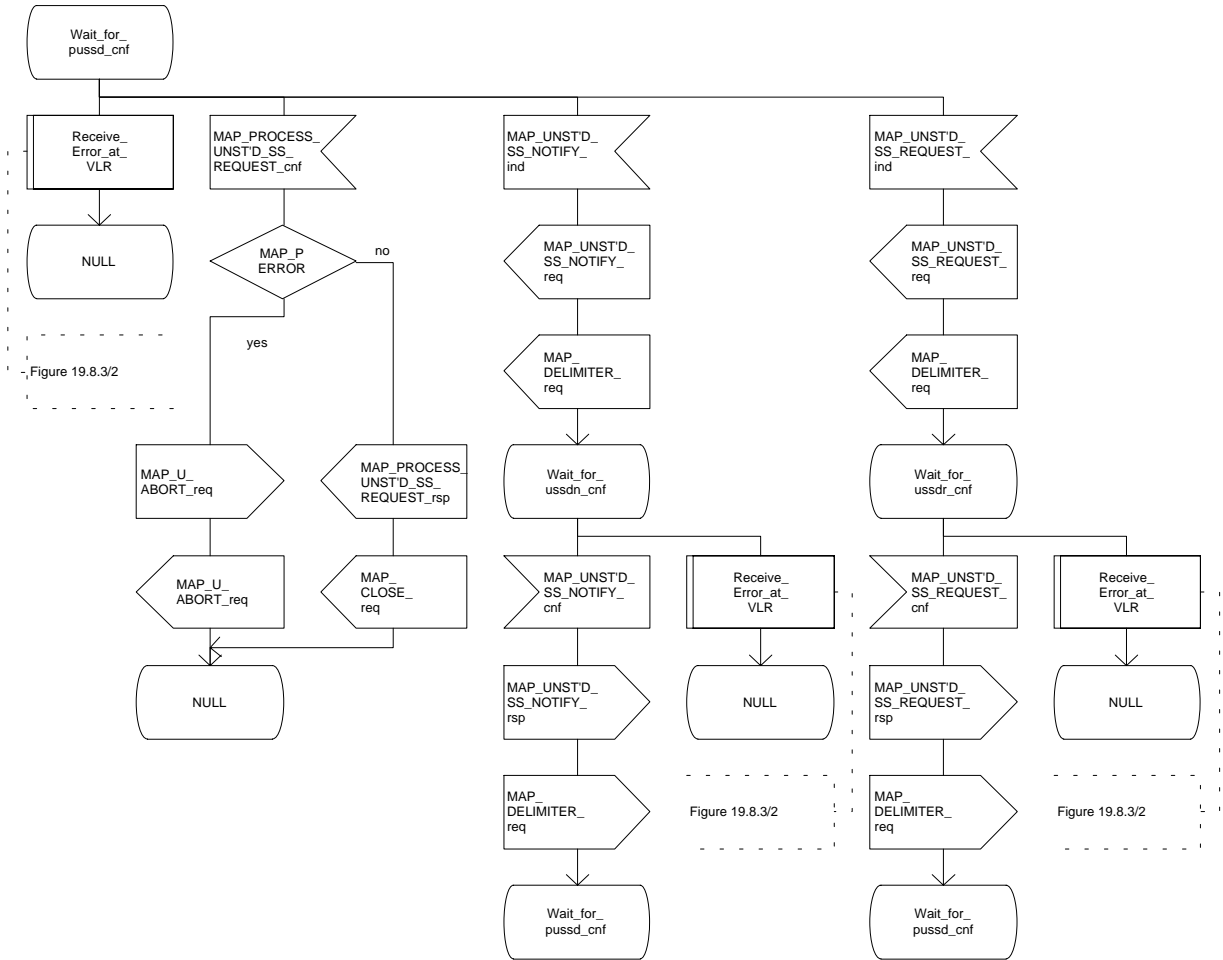 Wait_for_
pussd_cnf
Receive_
Error_at_
VLR
MAP_PROCESS_
UNST'D_SS_
REQUEST_cnf
MAP_UNST'D_
SS_NOTIFY_
ind
MAP_UNST'D_
SS_REQUEST_
ind
NULL
MAP_P
ERROR
no
yes
MAP_UNST'D_
SS_NOTIFY_
req
MAP_UNST'D_
SS_REQUEST_
req
Figure 19.8.3/2
MAP_
DELIMITER_
req
MAP_
DELIMITER_
req
MAP_U_
ABORT_req
MAP_PROCESS_
UNST'D_SS_
REQUEST_rsp
Wait_for_
ussdn_cnf
Wait_for_
ussdr_cnf
MAP_U_
ABORT_req
MAP_
CLOSE_
req
MAP_UNST'D_
SS_NOTIFY_
cnf
Receive_
Error_at_
VLR
MAP_UNST'D_
SS_REQUEST_
cnf
Receive_
Error_at_
VLR
NULL
MAP_UNST'D_
SS_NOTIFY_
rsp
NULL
MAP_UNST'D_
SS_REQUEST_
rsp
NULL
MAP_
DELIMITER_
req
Figure 19.8.3/2
MAP_
DELIMITER_
req
Figure 19.8.3/2
Wait_for_
pussd_cnf
Wait_for_
pussd_cnf